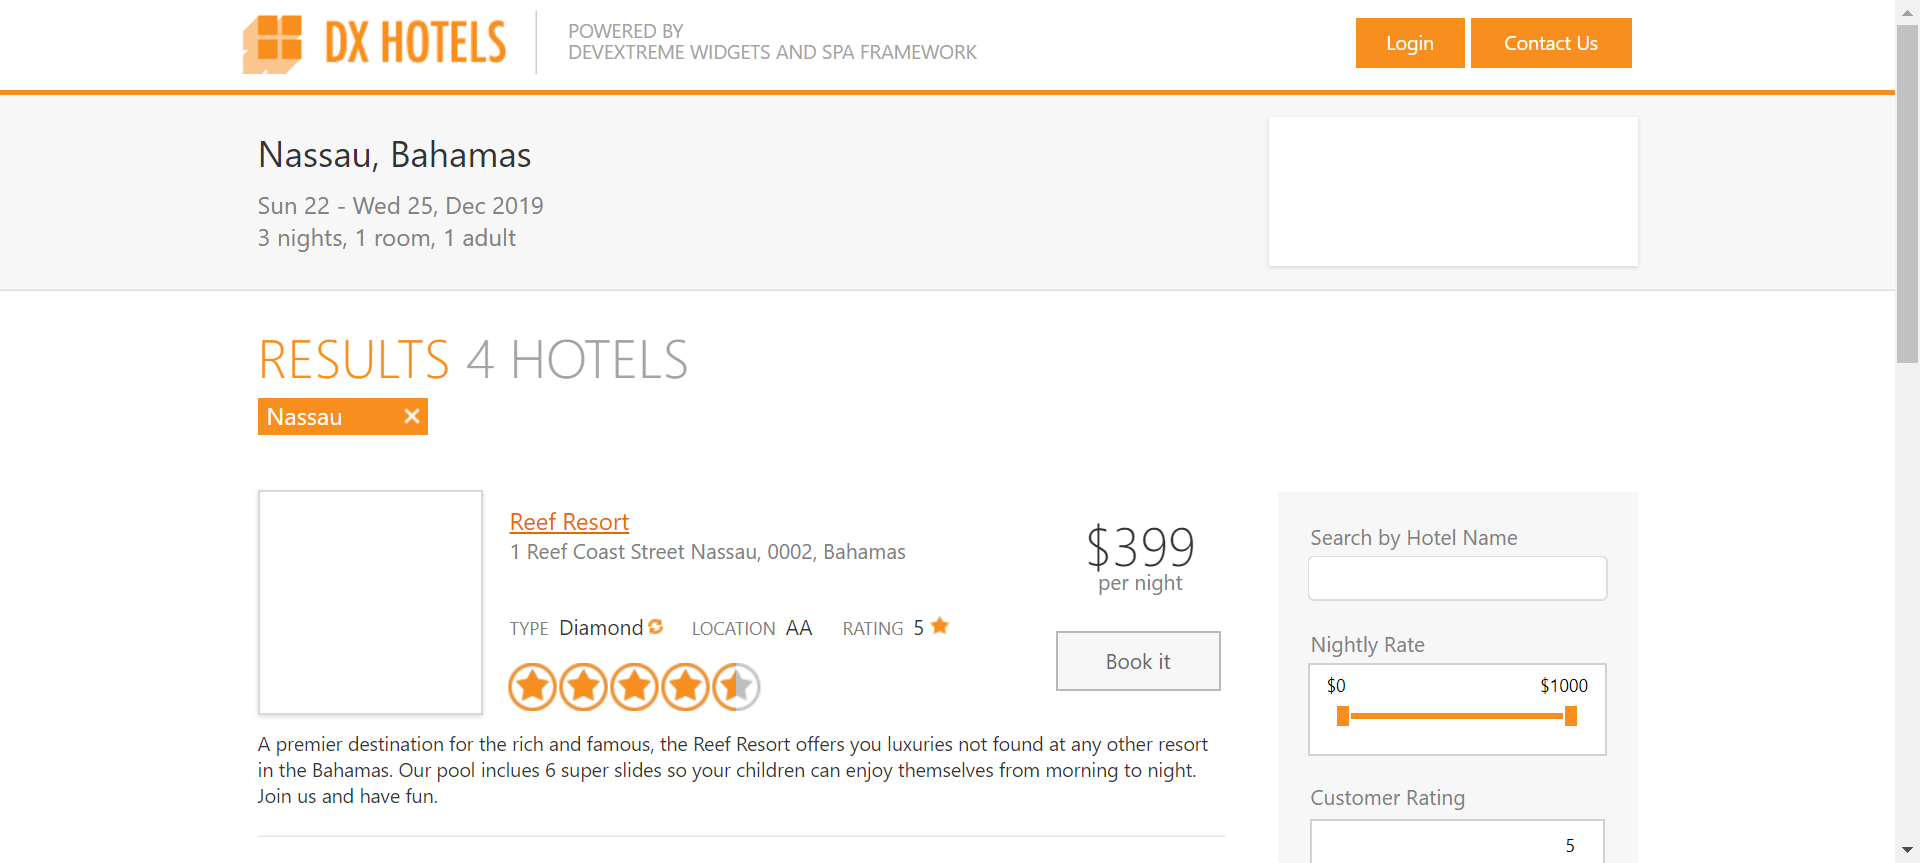 DX HOTELS
POWERED BY
DEVEXTREME WIDGETS AND SPA FRAMEWORK
Login
Contact Us
Nassau, Bahamas
Sun 22 - Wed 25, Dec 2019
3 nights, 1 room, 1 adult
RESULTS 4 HOTELS
Nassau
Reef Resort
1 Reef Coast Street Nassau, 0002, Bahamas
$399
per night
TYPE Diamond LOCATION AA RATING 5
Book it
A premier destination for the rich and famous, the Reef Resort offers you luxuries not found at any other resort
in the Bahamas. Our pool inclues 6 super slides so your children can enjoy themselves from morning to night.
Join us and have fun.
Search by Hotel Name
Nightly Rate
$0 $1000
Customer Rating
5